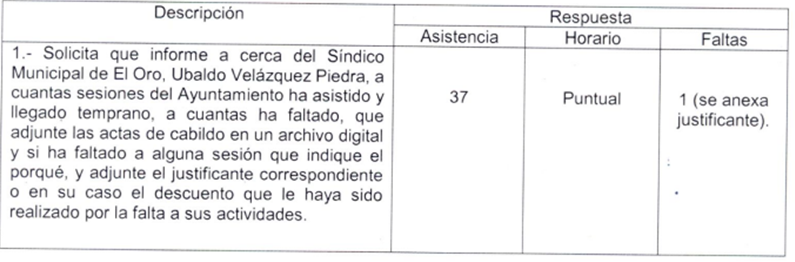 Descripción
Respuesta
Asistencia
Horario
Faltas
1.- Solicita que informe a cerca del Síndico
Municipal de El Oro, Ubaldo Velázquez Piedra, a
cuantas sesiones del Ayuntamiento ha asistido y
llegado temprano, a cuantas ha faltado, que
adjunte las actas de cabildo en un archivo digital
y si ha faltado a alguna sesión que indique el
porqué, y adjunte el justificante correspondiente
o en su caso el descuento que le haya sido
realizado por la falta a sus actividades.
37
Puntual
1 (se anexa
justificante).